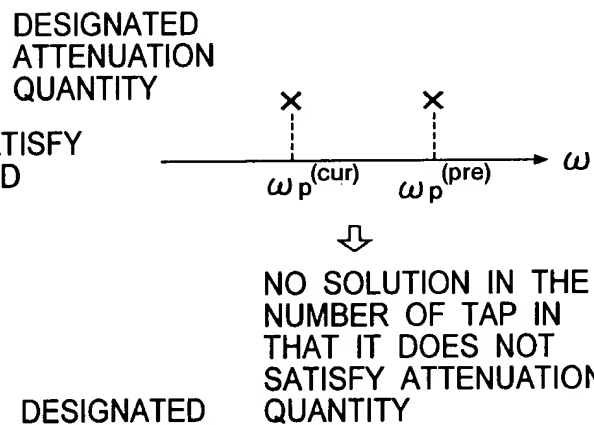 DESIGNATED
ATTENUATION
QUANTITY
× ×
TISFY
D
ω
ωp(cur) ωp(pre)
NO SOLUTION IN THE
NUMBER OF TAP IN
THAT IT DOES NOT
SATISFY ATTENUATION
DESIGNATED QUANTITY